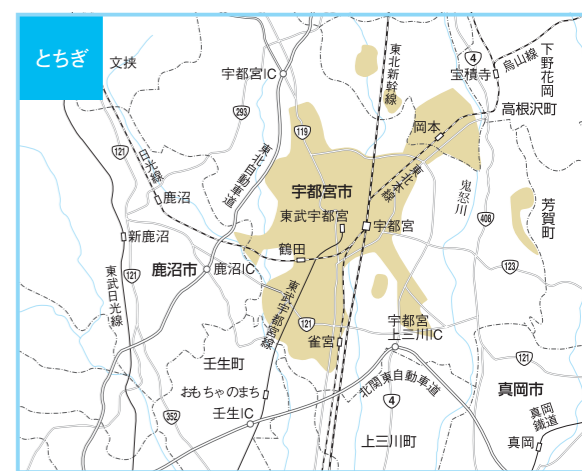 とちぎ
文挟
宇都宮IC
東北新幹線
4
宝積寺
烏山線
下野花岡
高根沢町
293
119
岡本
121
日光線
東北自動車道
宇都宮市
東北本線
鬼怒川
芳賀町
鹿沼
東武宇都宮
宇都宮
408
新鹿沼
鶴田
鹿沼市
鹿沼IC
123
121
東武日光線
東武宇都宮線
121
宇都宮
上三川IC
雀宮
壬生町
121
おもちゃのまち
北関東自動車道
真岡市
352
壬生IC
4
上三川町
真岡
鐵道
真岡